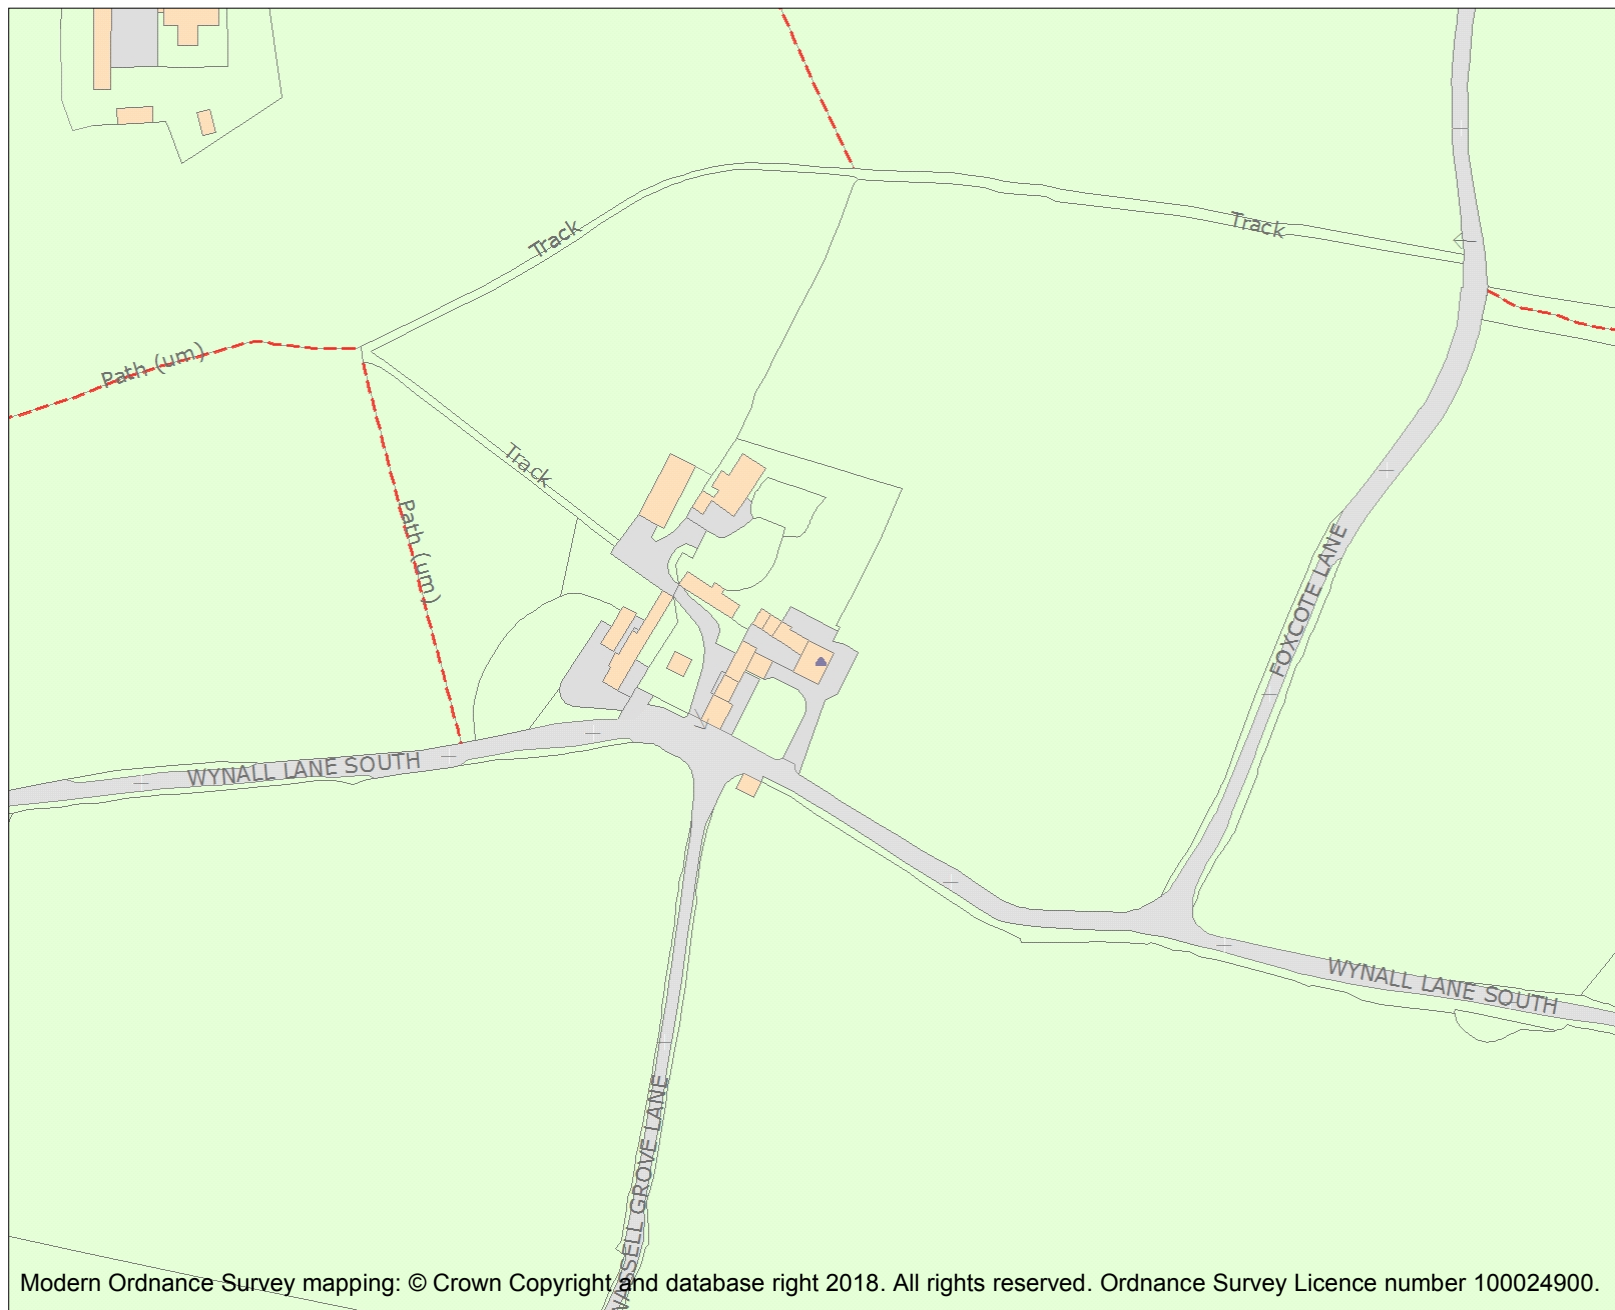 Track
Track
Path (um)
Track
Path (um)
FOXCOTE LANE
WYNALL LANE SOUTH
WYNALL LANE SOUTH
VASSELL GROVE LANE
Modern Ordnance Survey mapping: © Crown Copyright and database right 2018. All rights reserved. Ordnance Survey Licence number 100024900.